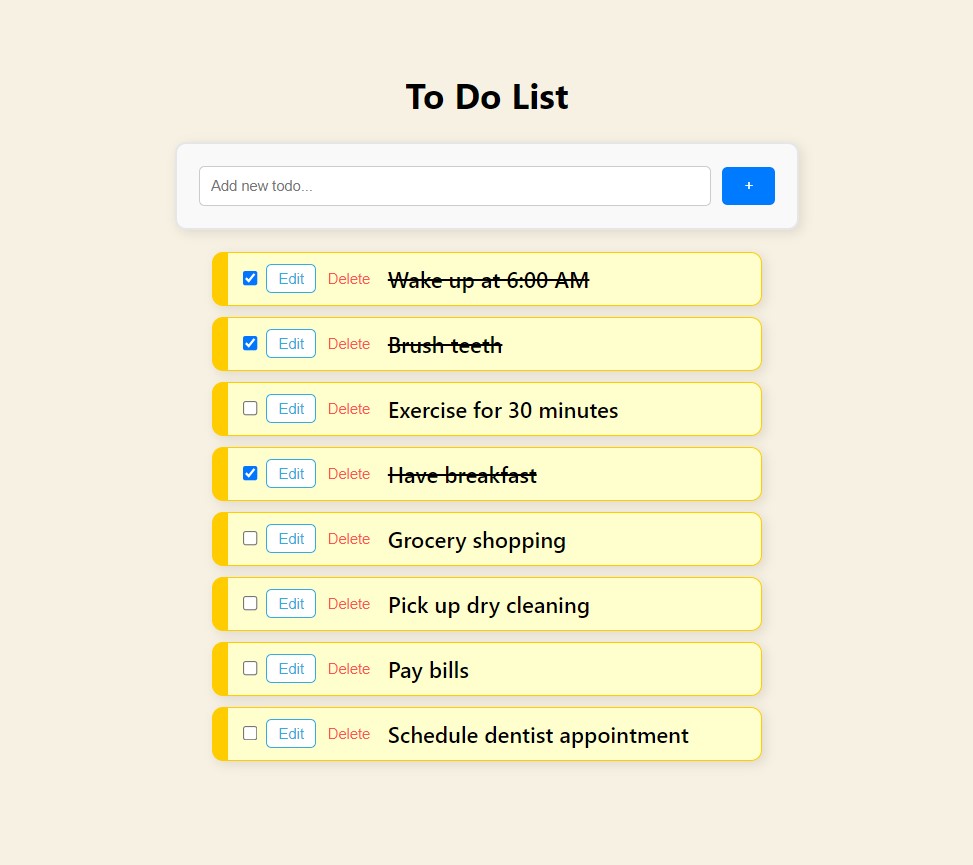 To Do List
Add new todo...
+
Edit Delete Wake up at 6:00 AM
Edit Delete Brush teeth
Edit Delete Exercise for 30 minutes
Edit Delete Have breakfast
Edit Delete Grocery shopping
Edit Delete Pick up dry cleaning
Edit Delete Pay bills
Edit Delete Schedule dentist appointment